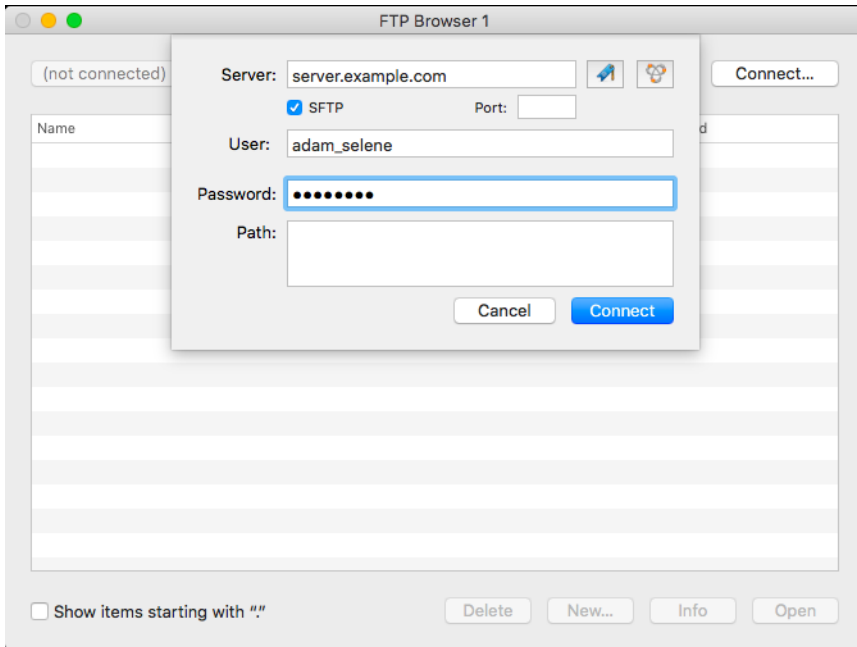 FTP Browser 1
(not connected)
Server: server.example.com
Connect...
SFTP
Port:
Name
d
User: adam_selene
Password: ••••••••
Path:
Cancel
Connect
Show items starting with "."
Delete
New...
Info
Open